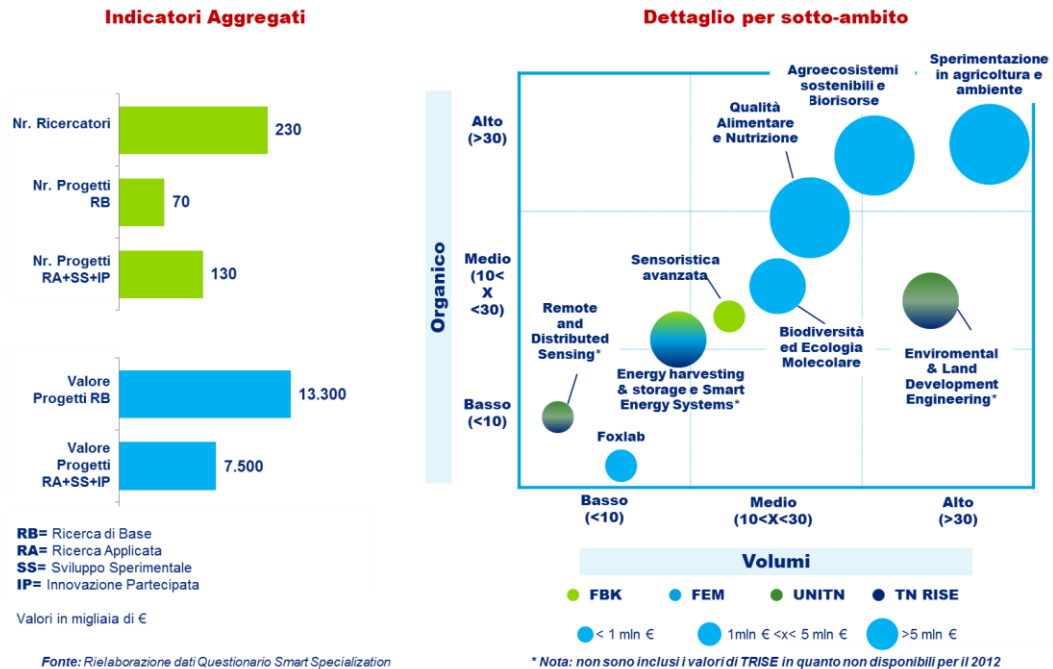 Indicatori Aggregati
Nr. Ricercatori
230
Nr. Progetti
RB
70
Nr. Progetti
RA+SS+IP
130
Valore
Progetti RB
13.300
Valore
Progetti
RA+SS+IP
7.500
RB= Ricerca di Base
RA= Ricerca Applicata
SS= Sviluppo Sperimentale
IP= Innovazione Partecipata
Valori in migliaia di €
Fonte: Rielaborazione dati Questionario Smart Specialization
Dettaglio per sotto-ambito
Organico
Alto
(>30)
Medio
(10<
X
<30)
Basso
(<10)
Sperimentazione
in agricoltura e
ambiente
Agroecosistemi
sostenibili e
Biorisorse
Qualità
Alimentare
e Nutrizione
Sensoristica
avanzata
Remote
and
Distributed
Sensing*
Biodiversità
ed Ecologia
Molecolare
Enviromental
& Land
Development
Engineering*
Energy harvesting
& storage e Smart
Energy Systems*
Foxlab
Basso
(<10)
Medio
(10<X<30)
Alto
(>30)
Volumi
FBK
FEM
UNITN
TN RISE
< 1 mln €
1mln € <x< 5 mln €
>5 mln €
* Nota: non sono inclusi i valori di TRISE in quanto non disponibili per il 2012